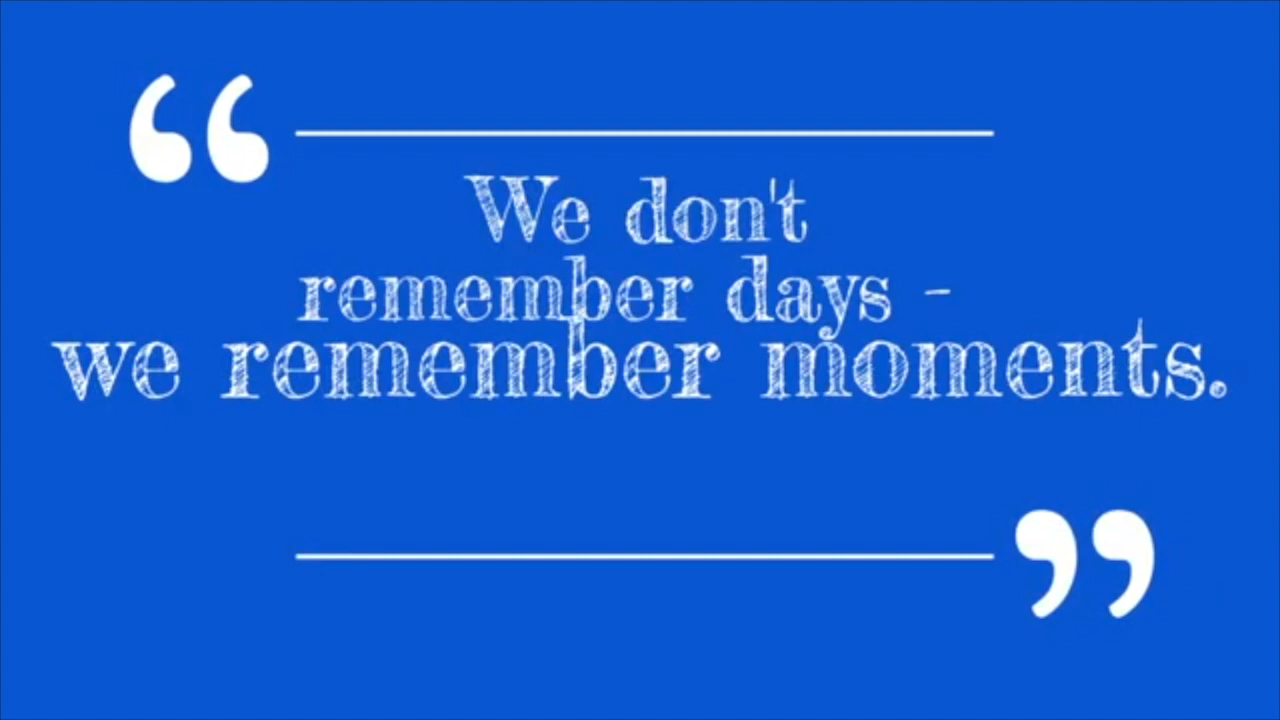 “
We don't
remember days -
we remember moments.
”